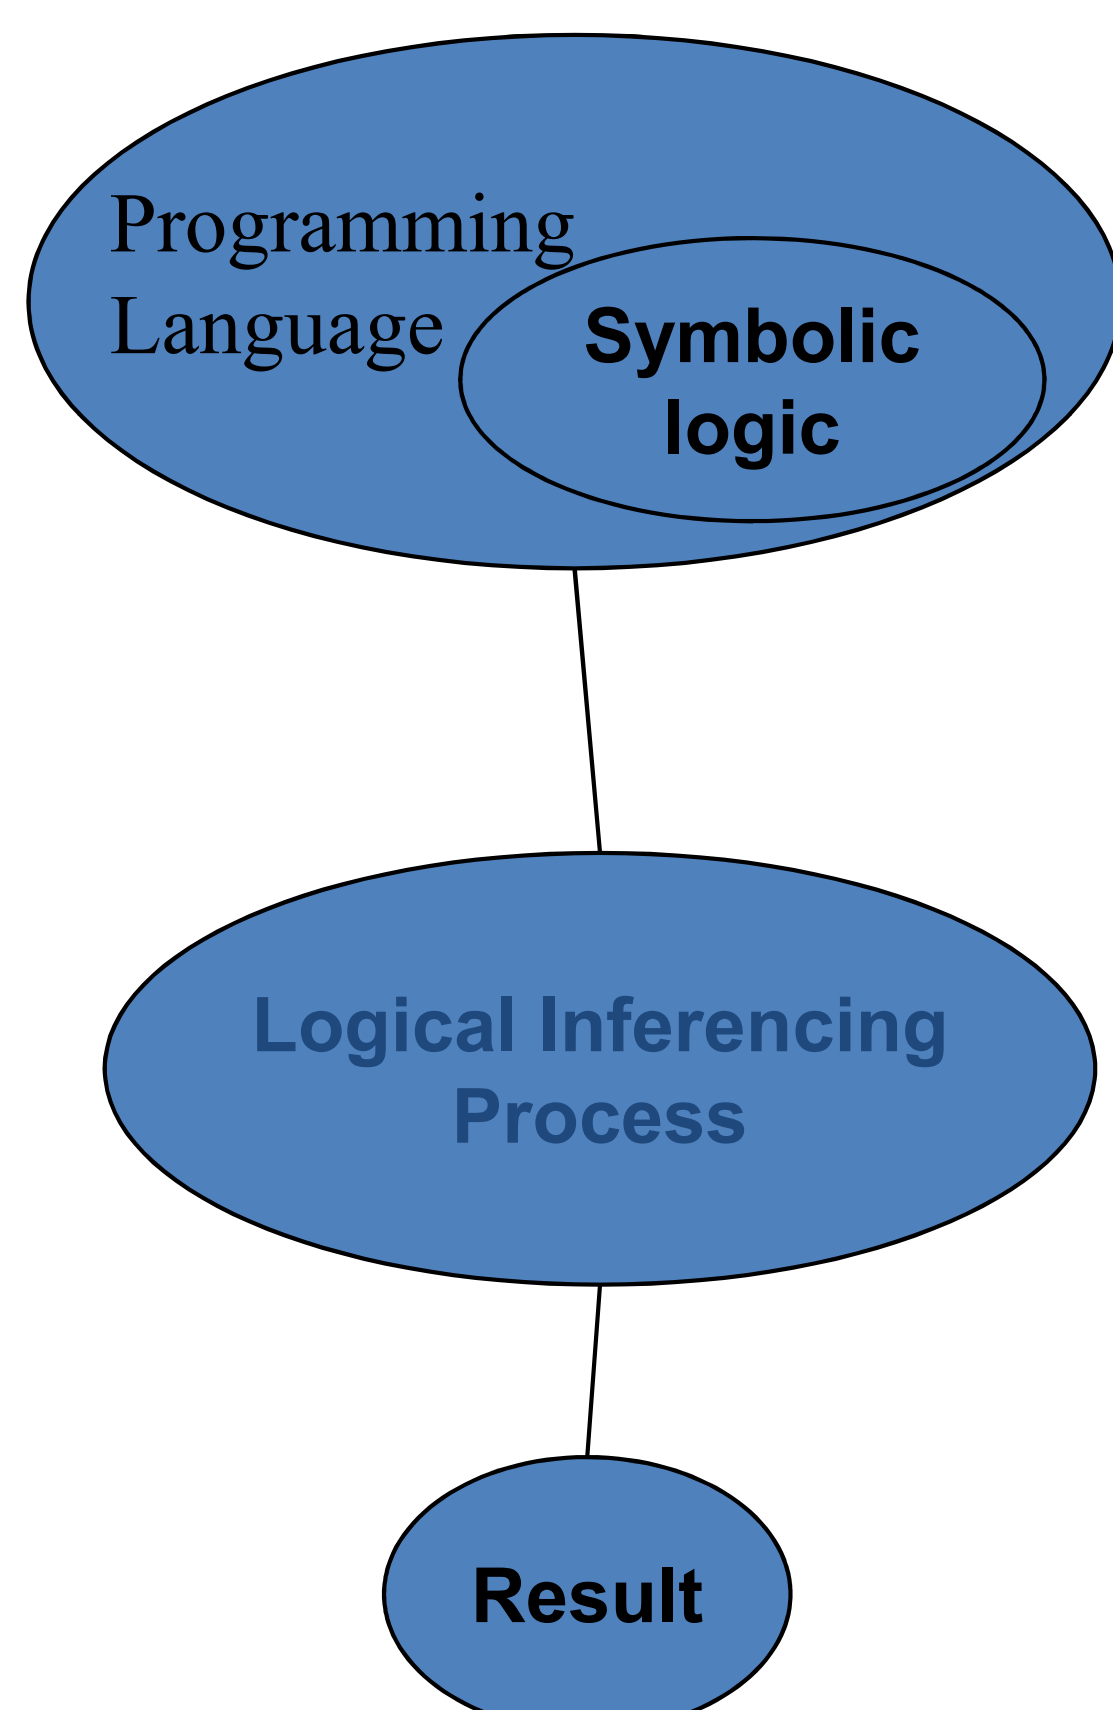 Programming
Language
Symbolic
logic
Logical Inferencing
Process
Result